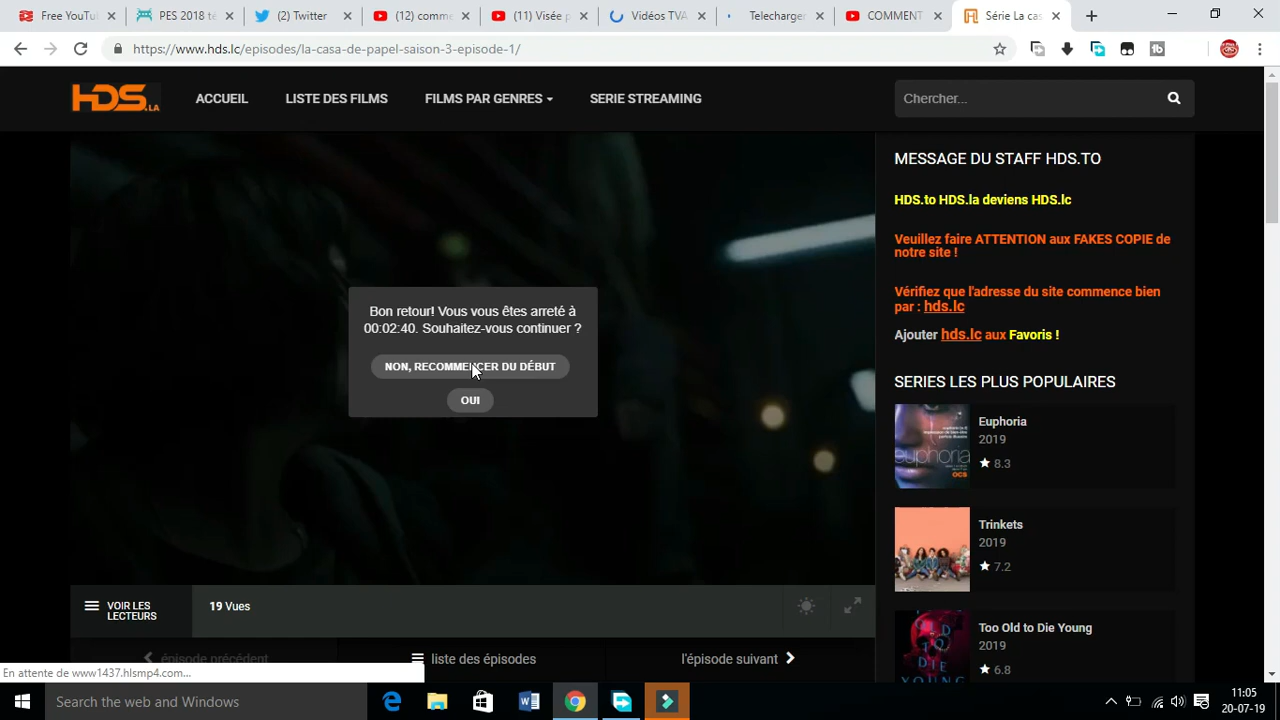 Free YouTu
PES 2018 té
(2) Twitter
(12) comme
(11) Visée p
Vidéos TVA
Telecharger
COMMENT
Série La cas
https://www.hds.lc/episodes/la-casa-de-papel-saison-3-episode-1/
HDS.LA
ACCUEIL
LISTE DES FILMS
FILMS PAR GENRES
SERIE STREAMING
Chercher...
MESSAGE DU STAFF HDS.TO
HDS.to HDS.la deviens HDS.lc
Veuillez faire ATTENTION aux FAKES COPIE de
notre site !
Vérifiez que l'adresse du site commence bien
par : hds.lc
Ajouter hds.lc aux Favoris !
Bon retour! Vous vous êtes arreté à
00:02:40. Souhaitez-vous continuer ?
NON, RECOMMENCER DU DÉBUT
OUI
SERIES LES PLUS POPULAIRES
euphoria
OCS
Euphoria
2019
8.3
Trinkets
2019
7.2
Too Old to Die Young
2019
6.8
VOIR LES
LECTEURS
19 Vues
épisode précédent
liste des épisodes
l'épisode suivant
En attente de www1437.hlsmp4.com...
Search the web and Windows
11:05
20-07-19